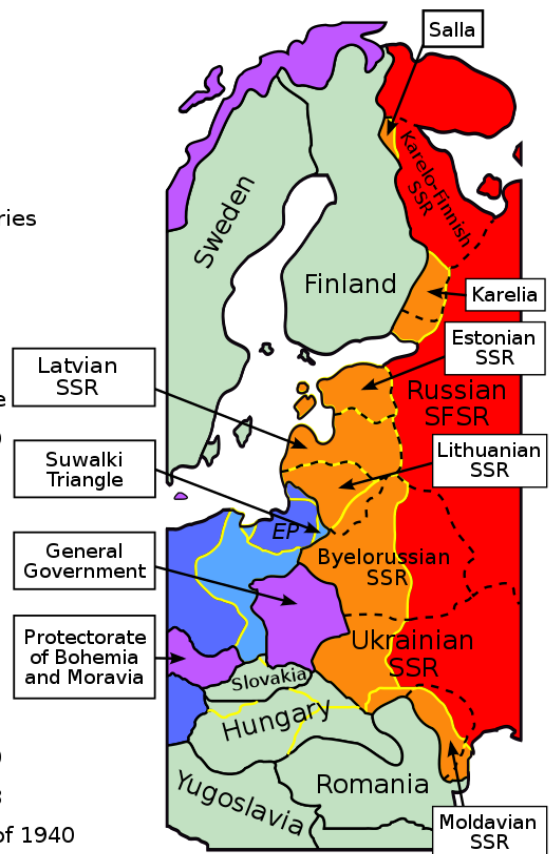 Salla
Karelo-Finnish
SSR
ries
Sweden
Finland
Karelia
Estonian
SSR
Latvian
SSR
Russian
SFSR
e
)
Lithuanian
SSR
Suwalki
Triangle
EP
Byelorussian
SSR
General
Government
Protectorate
of Bohemia
and Moravia
Ukrainian
SSR
Slovakia
Hungary
)
Romania
Yugoslavia
3
of 1940
Moldavian
SSR